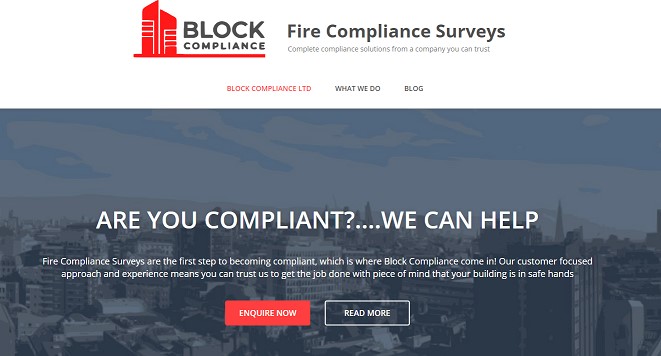 BLOCK
COMPLIANCE
Fire Compliance Surveys
Complete compliance solutions from a company you can trust
BLOCK COMPLIANCE LTD
WHAT WE DO
BLOG
ARE YOU COMPLIANT?....WE CAN HELP
Fire Compliance Surveys are the first step to becoming compliant, which is where Block Compliance come in! Our customer focused
approach and experience means you can trust us to get the job done with piece of mind that your building is in safe hands
ENQUIRE NOW
READ MORE